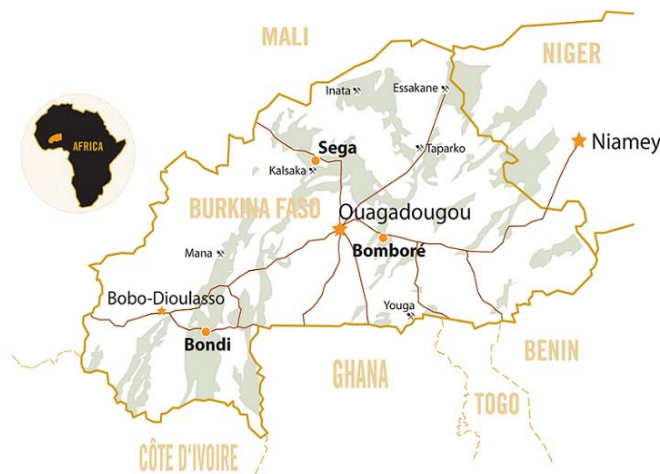 MALI
NIGER
Inata
Essakane
AFRICA
Sega
Taparko
Niamey
Kalsaka
BURKINA FASO
Ouagadougou
Bomboré
Mana
Bobo-Dioulasso
Youga
Bondi
BENIN
GHANA
TOGO
CÔTE D'IVOIRE